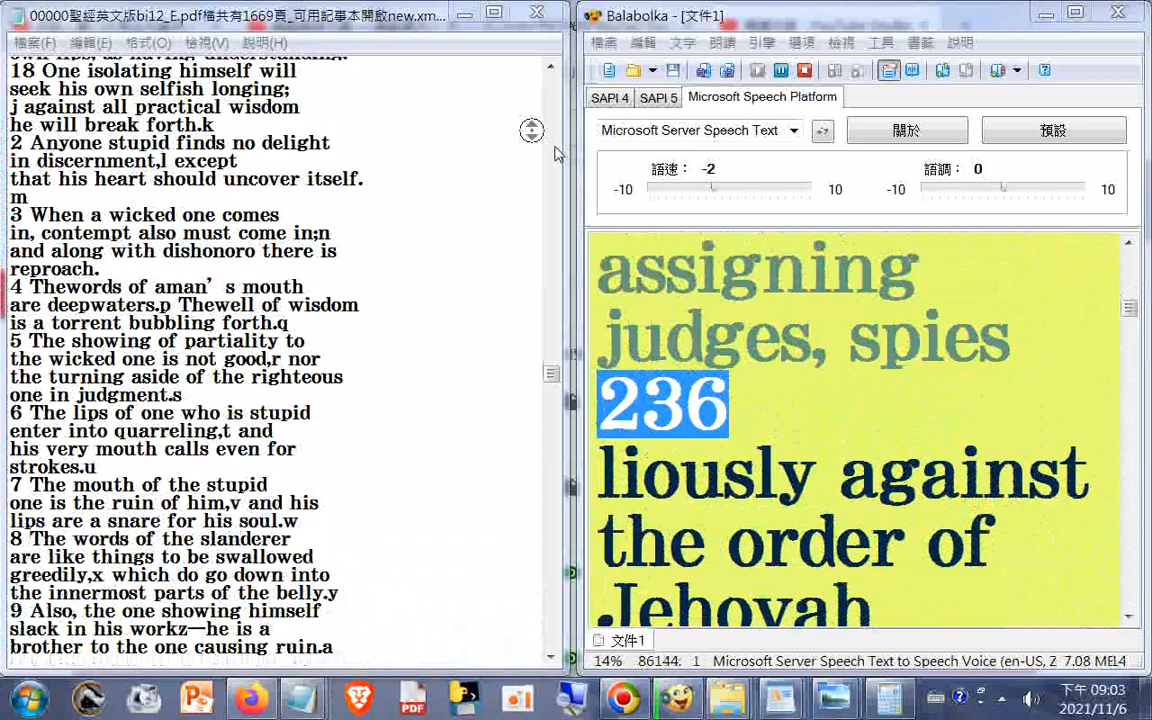 00000聖經英文版bi12_E.pdf檔共有1669頁_可用記事本開啟new.xm...
檔案(F) 編輯(E) 格式(O) 檢視(V) 說明(H)
own lips, as having understanding.
18 One isolating himself will
seek his own selfish longing;
j against all practical wisdom
he will break forth.k
2 Anyone stupid finds no delight
in discernment,l except
that his heart should uncover itself.
m
3 When a wicked one comes
in, contempt also must come in;n
and along with dishonoro there is
reproach.
4 Thewords of aman’s mouth
are deepwaters.p Thewell of wisdom
is a torrent bubbling forth.q
5 The showing of partiality to
the wicked one is not good,r nor
the turning aside of the righteous
one in judgment.s
6 The lips of one who is stupid
enter into quarreling,t and
his very mouth calls even for
strokes.u
7 The mouth of the stupid
one is the ruin of him,v and his
lips are a snare for his soul.w
8 The words of the slanderer
are like things to be swallowed
greedily,x which do go down into
the innermost parts of the belly.y
9 Also, the one showing himself
slack in his workz—he is a
brother to the one causing ruin.a
Balabolka - [文件1]
檔案 編輯 文字 朗讀 引擎 選項 檢視 工具 書籤 說明
SAPI 4 SAPI 5 Microsoft Speech Platform
Microsoft Server Speech Text 關於 預設
語速： -2 語調： 0
-10 10 -10 10
assigning
judges, spies
236
liously against
the order of
Jehovah
文件1
14% 86144: 1 Microsoft Server Speech Text to Speech Voice (en-US, Z 7.08 ME14
下午 09:03
2021/11/6